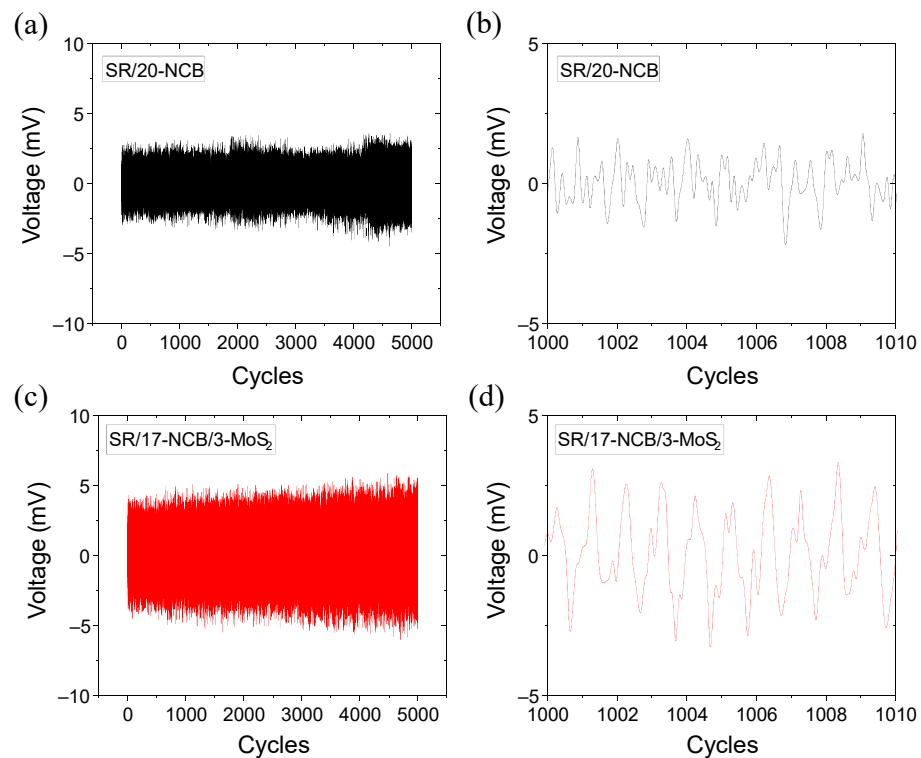 (a)
10
5
0
−5
−10
Voltage (mV)
SR/20-NCB
0 1000 2000 3000 4000 5000
Cycles
(b)
5
0
−5
Voltage (mV)
SR/20-NCB
1000 1002 1004 1006 1008 1010
Cycles
(c)
10
5
0
−5
−10
Voltage (mV)
SR/17-NCB/3-MoS₂
0 1000 2000 3000 4000 5000
Cycles
(d)
5
0
−5
Voltage (mV)
SR/17-NCB/3-MoS₂
1000 1002 1004 1006 1008 1010
Cycles